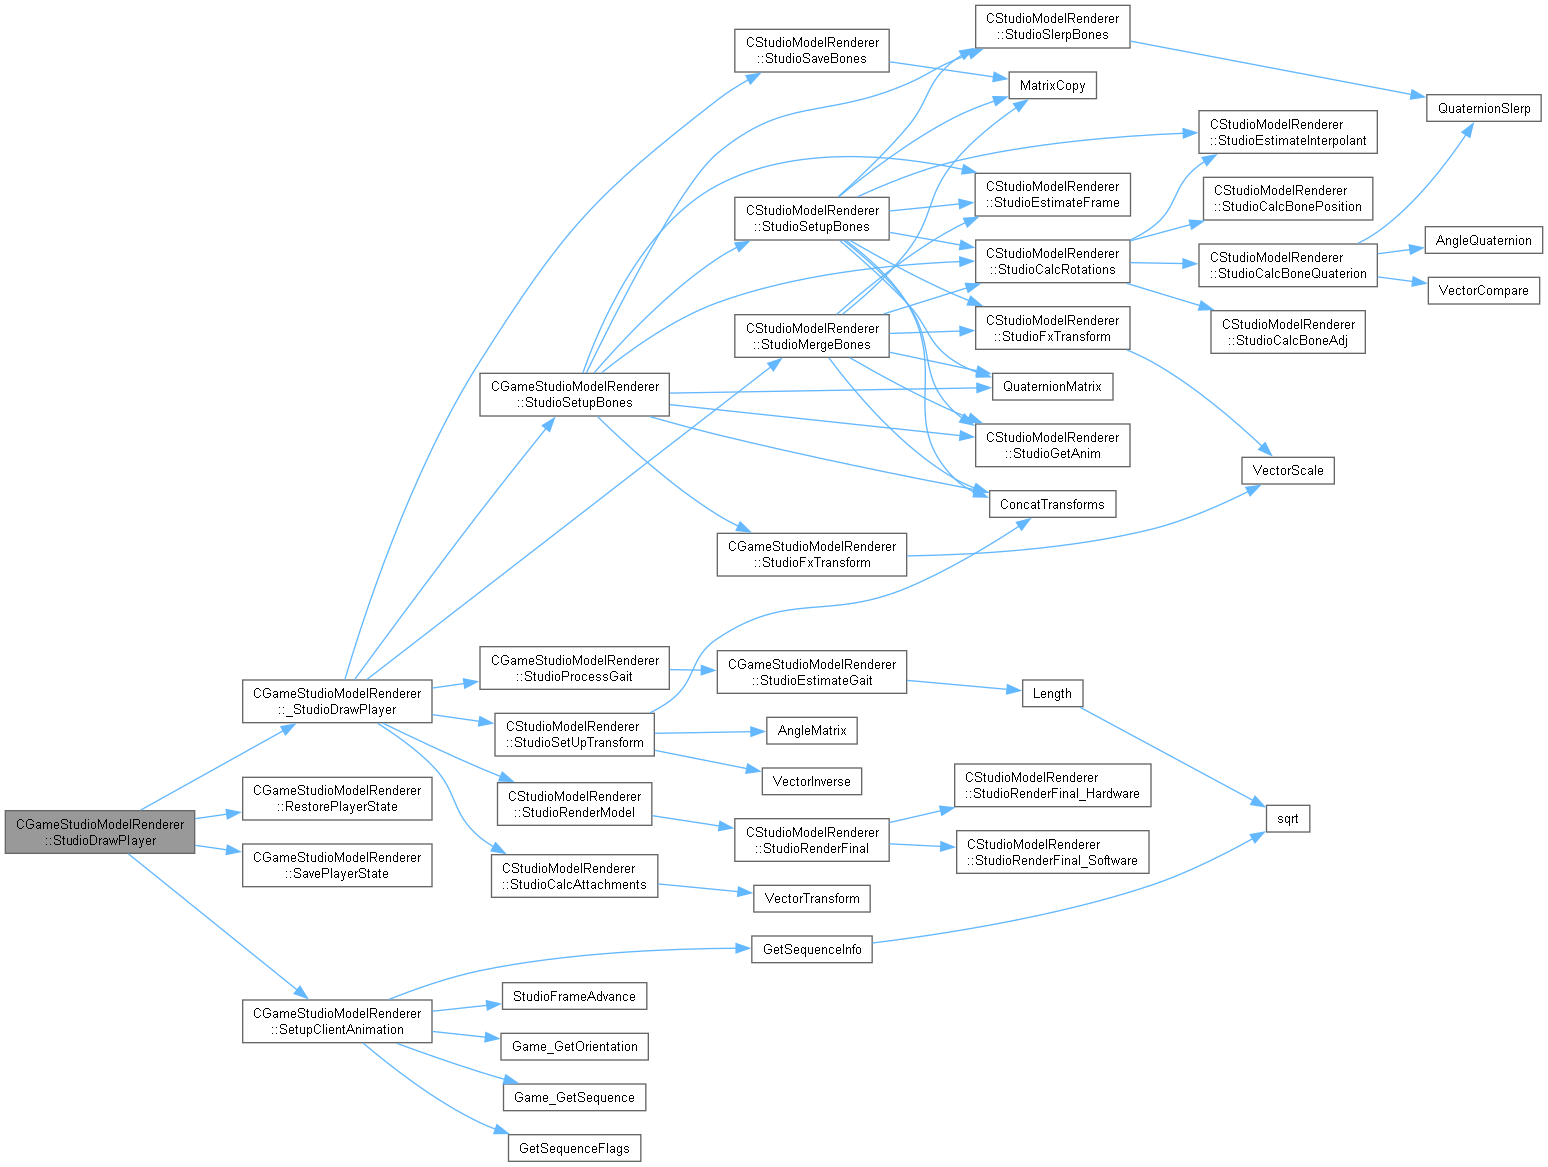 CGameStudioModelRenderer
::StudioDrawPlayer
CGameStudioModelRenderer
::_StudioDrawPlayer
CGameStudioModelRenderer
::RestorePlayerState
CGameStudioModelRenderer
::SavePlayerState
CGameStudioModelRenderer
::SetupClientAnimation
CGameStudioModelRenderer
::StudioSetupBones
CGameStudioModelRenderer
::StudioProcessGait
CStudioModelRenderer
::StudioSetUpTransform
CStudioModelRenderer
::StudioRenderModel
CStudioModelRenderer
::StudioCalcAttachments
StudioFrameAdvance
Game_GetOrientation
Game_GetSequence
GetSequenceFlags
CStudioModelRenderer
::StudioSaveBones
CStudioModelRenderer
::StudioSetupBones
CStudioModelRenderer
::StudioMergeBones
CGameStudioModelRenderer
::StudioFxTransform
CGameStudioModelRenderer
::StudioEstimateGait
AngleMatrix
VectorInverse
CStudioModelRenderer
::StudioRenderFinal
VectorTransform
GetSequenceInfo
CStudioModelRenderer
::StudioSlerpBones
MatrixCopy
CStudioModelRenderer
::StudioEstimateFrame
CStudioModelRenderer
::StudioCalcRotations
CStudioModelRenderer
::StudioFxTransform
QuaternionMatrix
CStudioModelRenderer
::StudioGetAnim
ConcatTransforms
Length
CStudioModelRenderer
::StudioRenderFinal_Hardware
CStudioModelRenderer
::StudioRenderFinal_Software
CStudioModelRenderer
::StudioEstimateInterpolant
CStudioModelRenderer
::StudioCalcBonePosition
CStudioModelRenderer
::StudioCalcBoneQuaterion
CStudioModelRenderer
::StudioCalcBoneAdj
VectorScale
sqrt
QuaternionSlerp
AngleQuaternion
VectorCompare